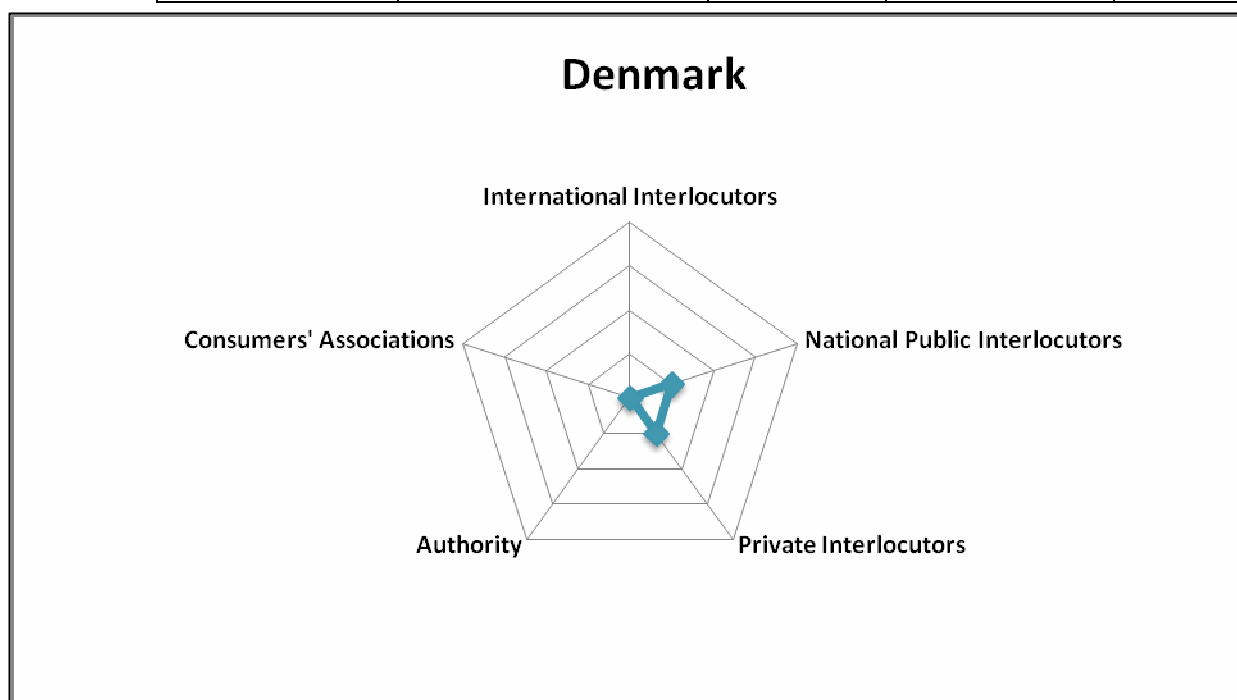 Denmark
International Interlocutors
Consumers' Associations
National Public Interlocutors
Authority
Private Interlocutors